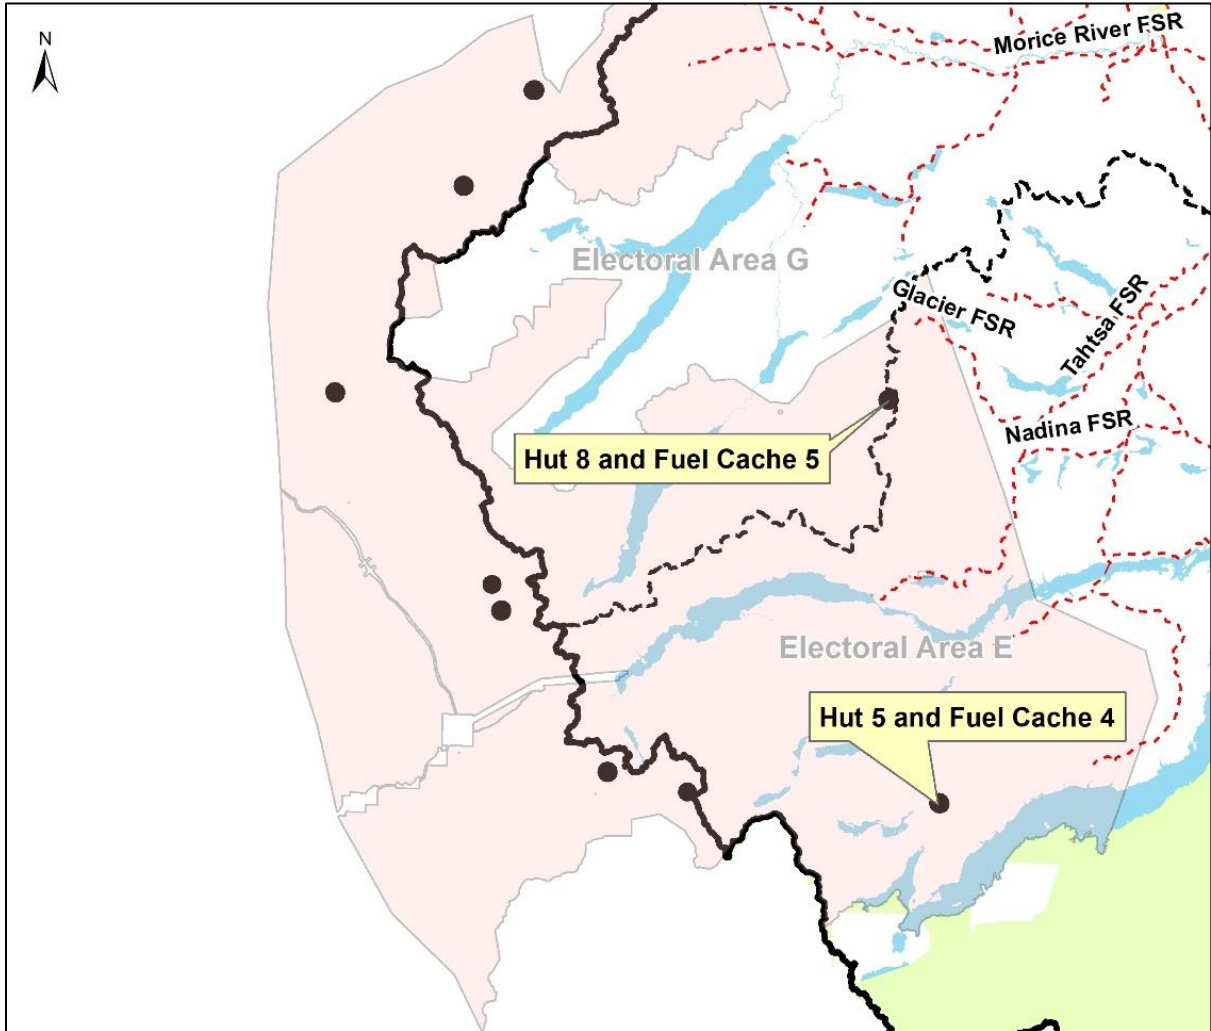 N
Morice River FSR
Electoral Area G
Glacier FSR
Tahtsa FSR
Nadina FSR
Hut 8 and Fuel Cache 5
Electoral Area E
Hut 5 and Fuel Cache 4